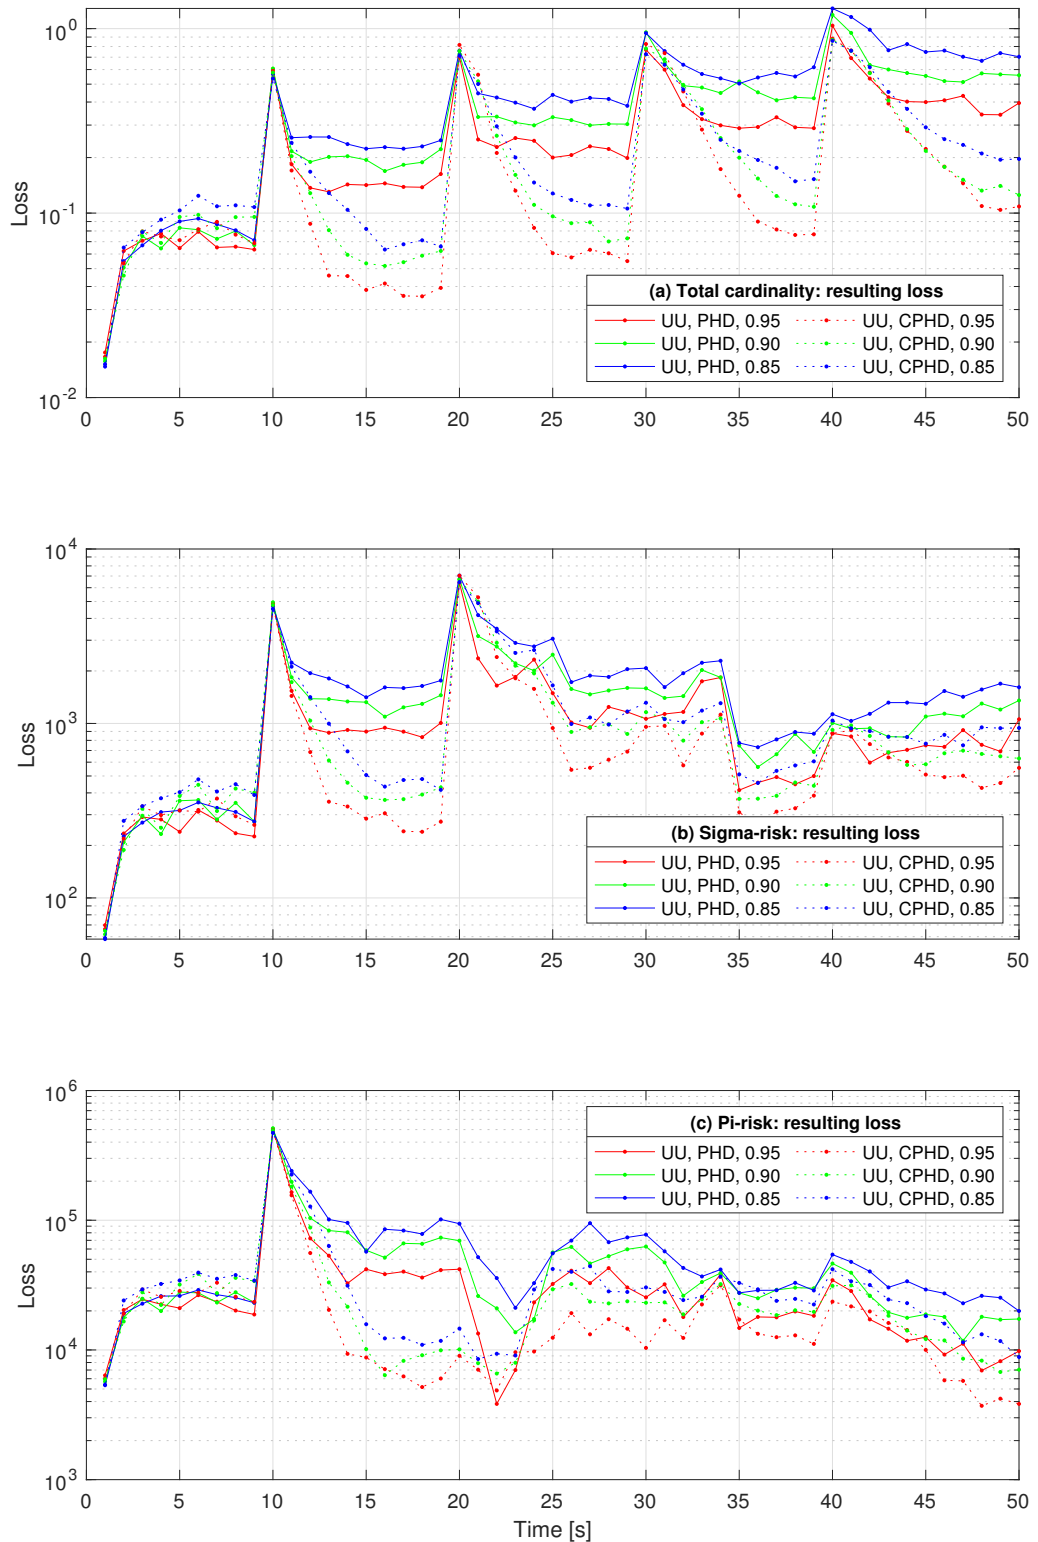 10^0
10^-1
10^-2
Loss
0 5 10 15 20 25 30 35 40 45 50
(a) Total cardinality: resulting loss
UU, PHD, 0.95 UU, CPHD, 0.95
UU, PHD, 0.90 UU, CPHD, 0.90
UU, PHD, 0.85 UU, CPHD, 0.85
10^4
10^3
10^2
Loss
0 5 10 15 20 25 30 35 40 45 50
(b) Sigma-risk: resulting loss
UU, PHD, 0.95 UU, CPHD, 0.95
UU, PHD, 0.90 UU, CPHD, 0.90
UU, PHD, 0.85 UU, CPHD, 0.85
10^6
10^5
10^4
10^3
Loss
(c) Pi-risk: resulting loss
UU, PHD, 0.95 UU, CPHD, 0.95
UU, PHD, 0.90 UU, CPHD, 0.90
UU, PHD, 0.85 UU, CPHD, 0.85
0 5 10 15 20 25 30 35 40 45 50
Time [s]